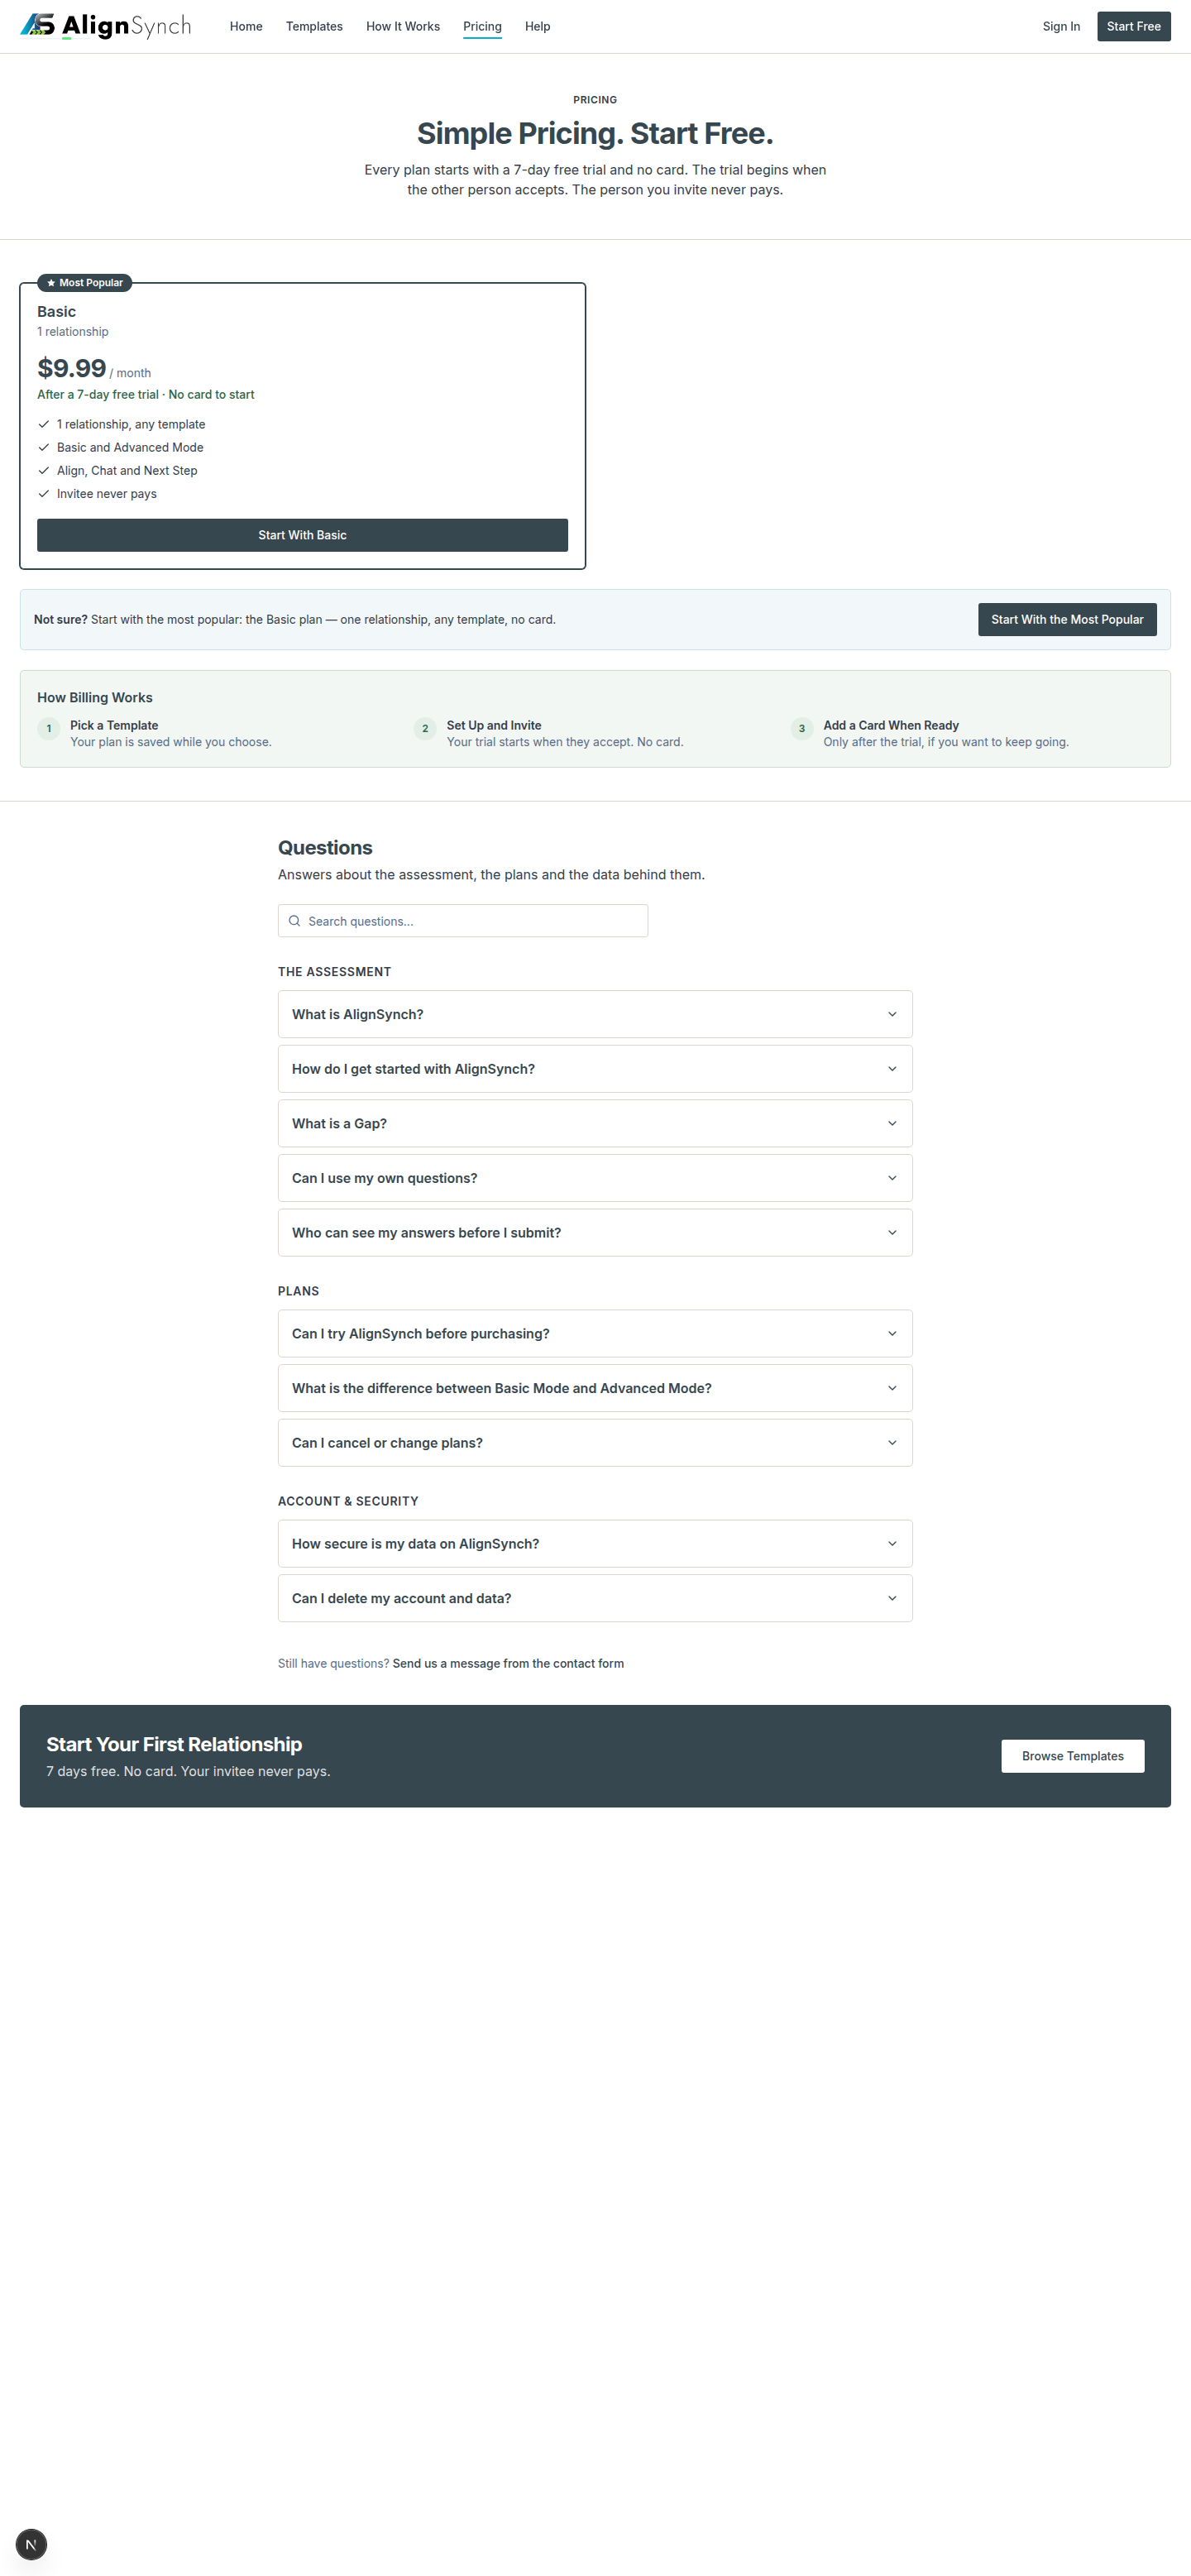 AS AlignSynch
Home
Templates
How It Works
Pricing
Help
Sign In
Start Free
PRICING
Simple Pricing. Start Free.
Every plan starts with a 7-day free trial and no card. The trial begins when
the other person accepts. The person you invite never pays.
Most Popular
Basic
1 relationship
$9.99 / month
After a 7-day free trial · No card to start
1 relationship, any template
Basic and Advanced Mode
Align, Chat and Next Step
Invitee never pays
Start With Basic
Not sure? Start with the most popular: the Basic plan — one relationship, any template, no card.
Start With the Most Popular
How Billing Works
1
Pick a Template
Your plan is saved while you choose.
2
Set Up and Invite
Your trial starts when they accept. No card.
3
Add a Card When Ready
Only after the trial, if you want to keep going.
Questions
Answers about the assessment, the plans and the data behind them.
Search questions...
THE ASSESSMENT
What is AlignSynch?
How do I get started with AlignSynch?
What is a Gap?
Can I use my own questions?
Who can see my answers before I submit?
PLANS
Can I try AlignSynch before purchasing?
What is the difference between Basic Mode and Advanced Mode?
Can I cancel or change plans?
ACCOUNT & SECURITY
How secure is my data on AlignSynch?
Can I delete my account and data?
Still have questions? Send us a message from the contact form
Start Your First Relationship
7 days free. No card. Your invitee never pays.
Browse Templates
N